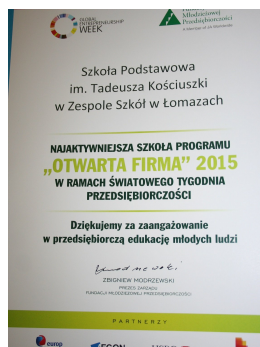 GLOBAL
ENTREPRENEURSHIP
WEEK
Młodzieżowej
Przedsiębiorczości
Szkoła Podstawowa
im. Tadeusza Kościuszki
w Zespole Szkół w Łomazach
NAJAKTYWNIEJSZA SZKOŁA PROGRAMU
„OTWARTA FIRMA” 2015
W RAMACH ŚWIATOWEGO TYGODNIA
PRZEDSIĘBIORCZOŚCI
Dziękujemy za zaangażowanie
w przedsiębiorczą edukację młodych ludzi
ZBIGNIEW MODRZEWSKI
PREZES ZARZĄDU
FUNDACJI MŁODZIEŻOWEJ PRZEDSIĘBIORCZOŚCI
PARTNERZY
europ